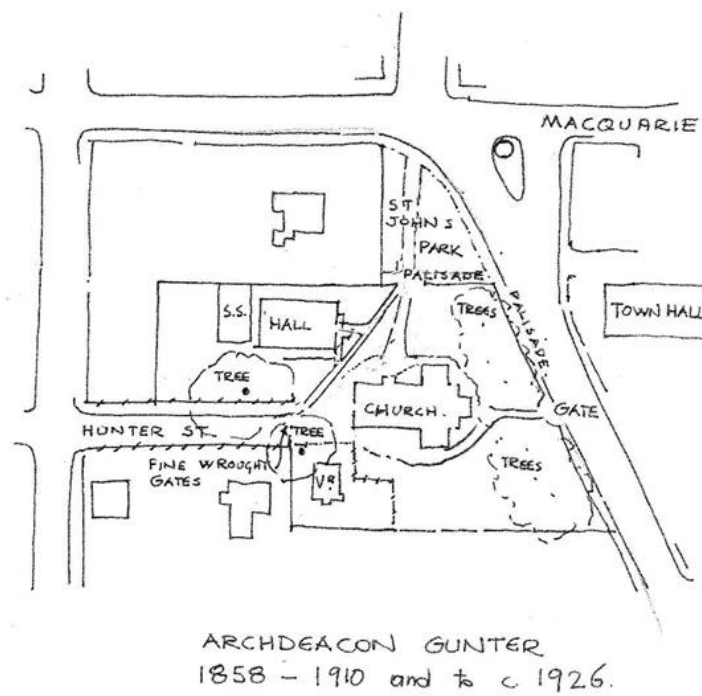 MACQUARIE
ST
JOHNS
PARK
PALISADE
PALISADE
TREES
TOWN HALL
S.S.
HALL
TREE
CHURCH
GATE
HUNTER ST.
TREE
FINE WROUGHT
GATES
VR.
TREES
ARCHDEACON GUNTER
1858 - 1910 and to c 1926.